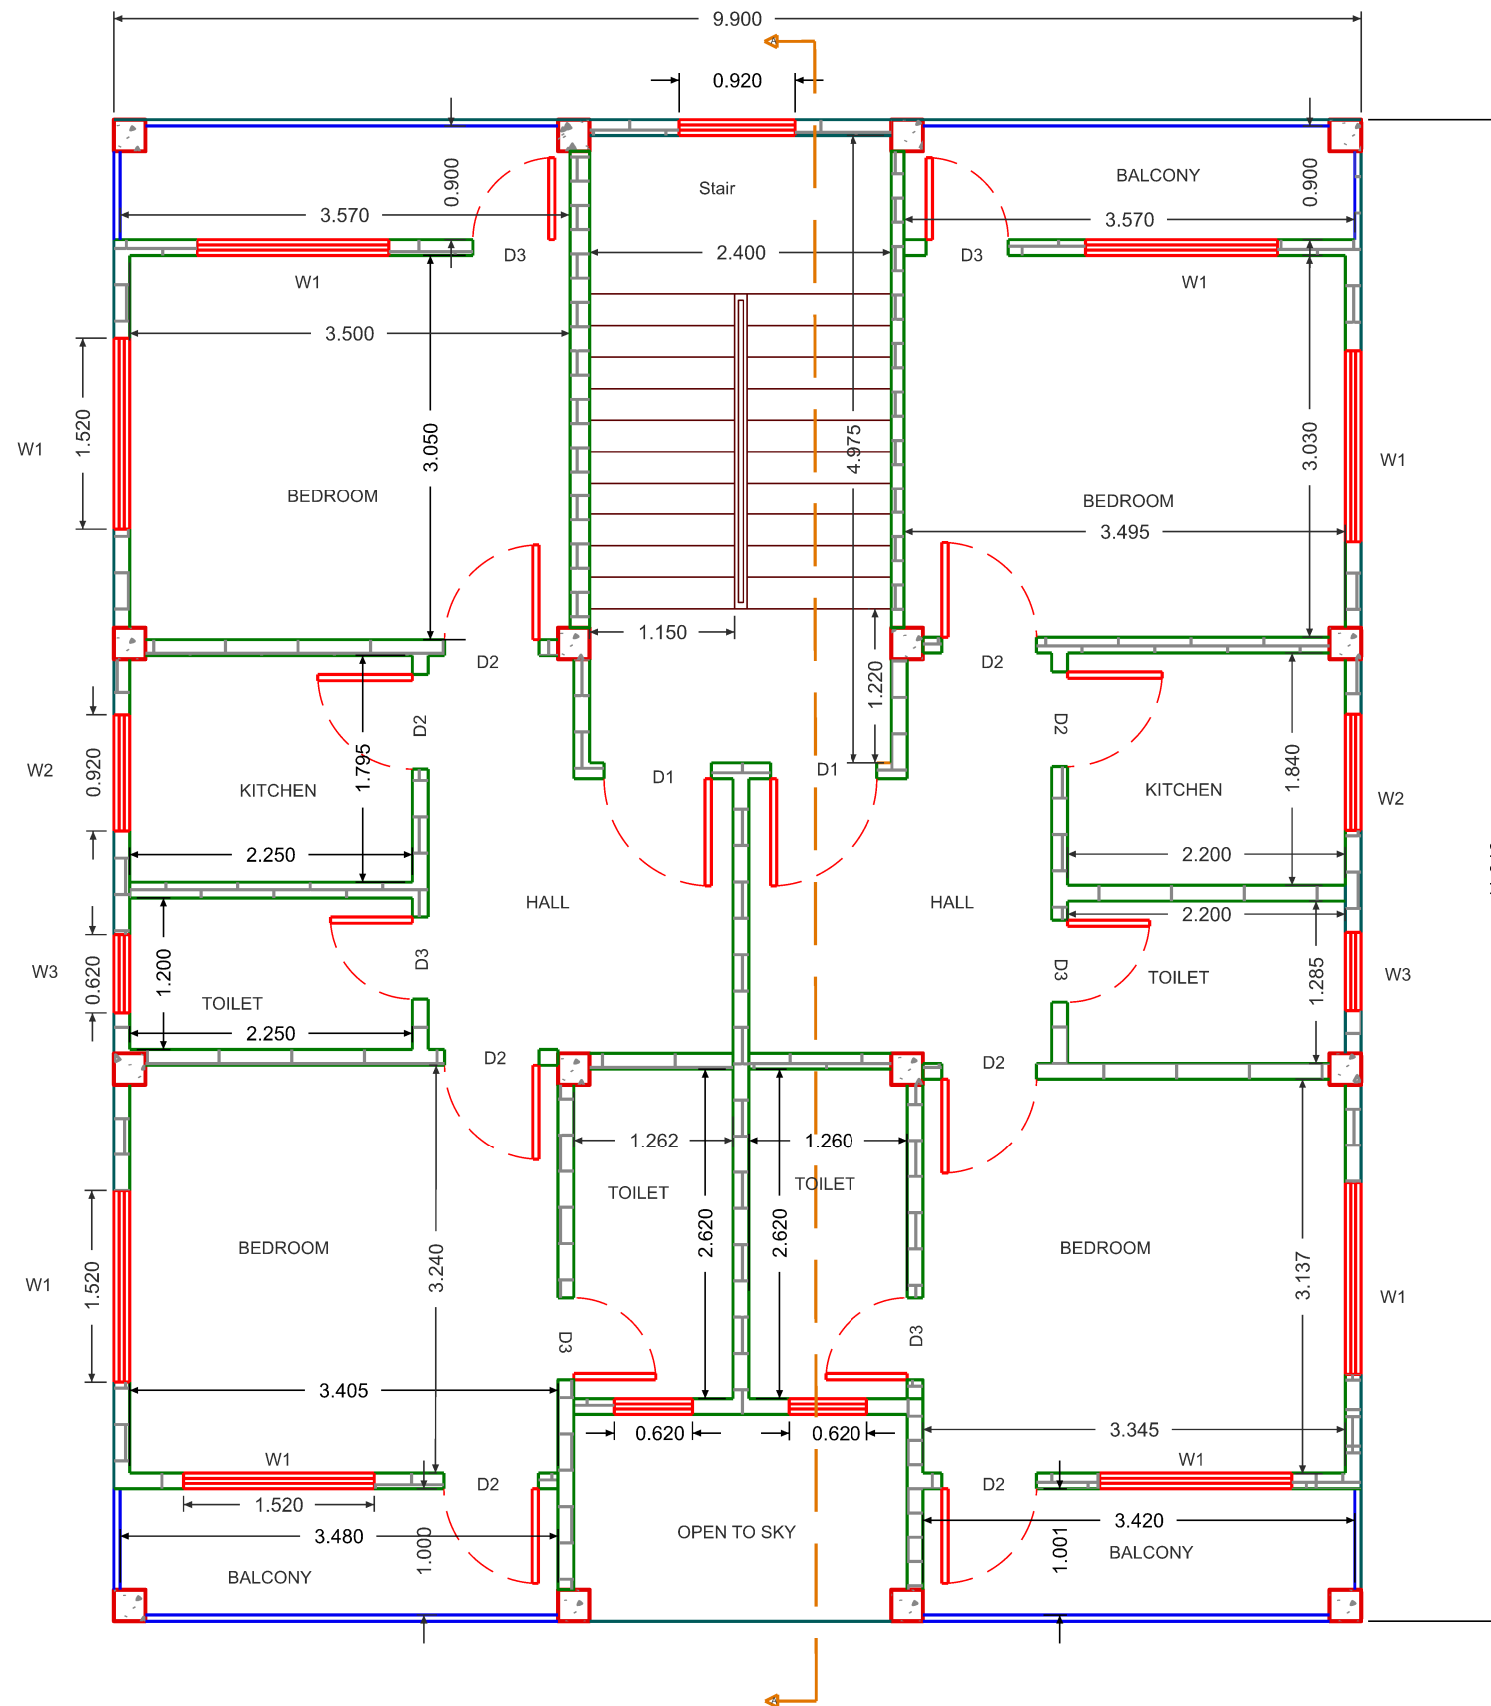 9.900
A
0.920
0.900
BALCONY
0.900
Stair
3.570
3.570
D3
2.400
D3
W1
W1
3.500
1.520
W1
3.050
4.975
3.030
W1
BEDROOM
BEDROOM
3.495
1.150
D2
1.220
D2
D2
D2
W2
0.920
1.795
D1
D1
KITCHEN
KITCHEN
1.840
W2
2.250
2.200
HALL
HALL
2.200
W3
0.620
1.200
D3
D3
TOILET
1.285
W3
TOILET
2.250
D2
D2
1.262
1.260
TOILET
TOILET
2.620
2.620
BEDROOM
BEDROOM
3.240
3.137
W1
1.520
W1
D3
D3
3.405
0.620
0.620
3.345
W1
W1
D2
D2
1.520
3.480
1.000
OPEN TO SKY
3.420
1.001
BALCONY
BALCONY
A